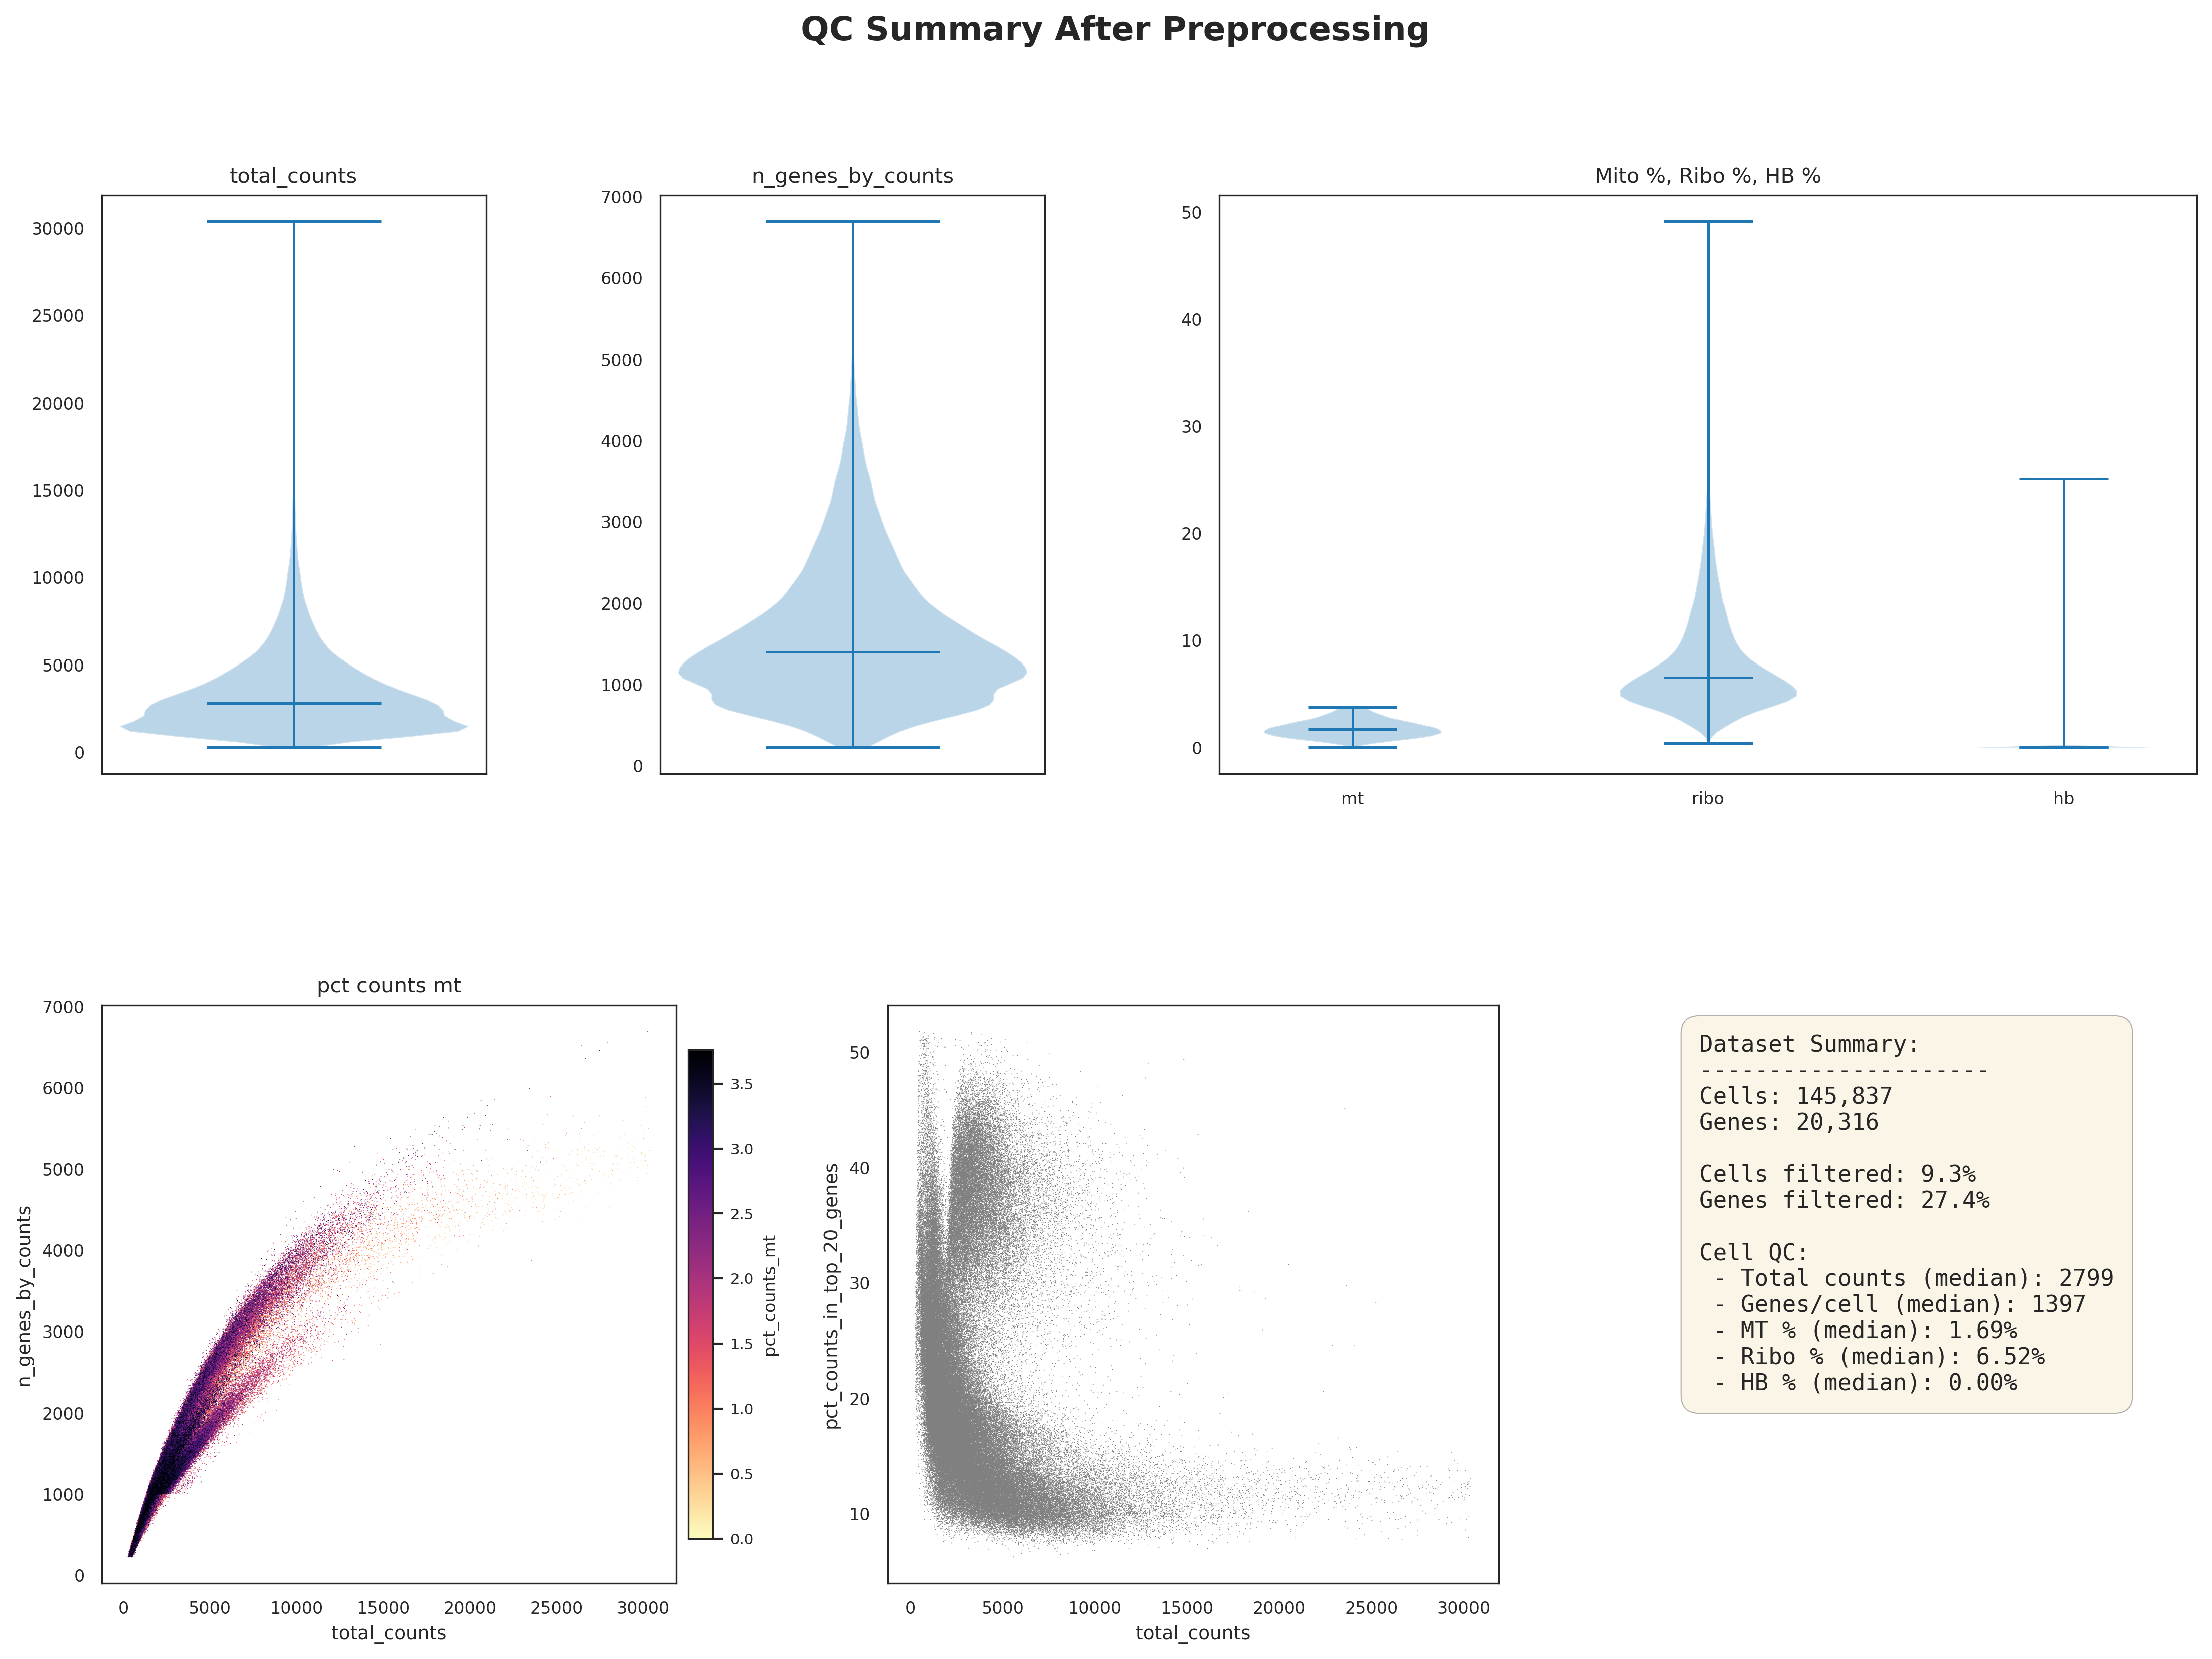 QC Summary After Preprocessing
total_counts
30000
25000
20000
15000
10000
5000
0
n_genes_by_counts
7000
6000
5000
4000
3000
2000
1000
0
Mito %, Ribo %, HB %
50
40
30
20
10
0
mt ribo hb
pct counts mt
n_genes_by_counts
7000
6000
5000
4000
3000
2000
1000
0
0 5000 10000 15000 20000 25000 30000
total_counts
3.5
3.0
2.5
2.0
1.5
1.0
0.5
0.0
pct_counts_mt
pct_counts_in_top_20_genes
50
40
30
20
10
0 5000 10000 15000 20000 25000 30000
total_counts
Dataset Summary:
---------------------
Cells: 145,837
Genes: 20,316
Cells filtered: 9.3%
Genes filtered: 27.4%
Cell QC:
- Total counts (median): 2799
- Genes/cell (median): 1397
- MT % (median): 1.69%
- Ribo % (median): 6.52%
- HB % (median): 0.00%